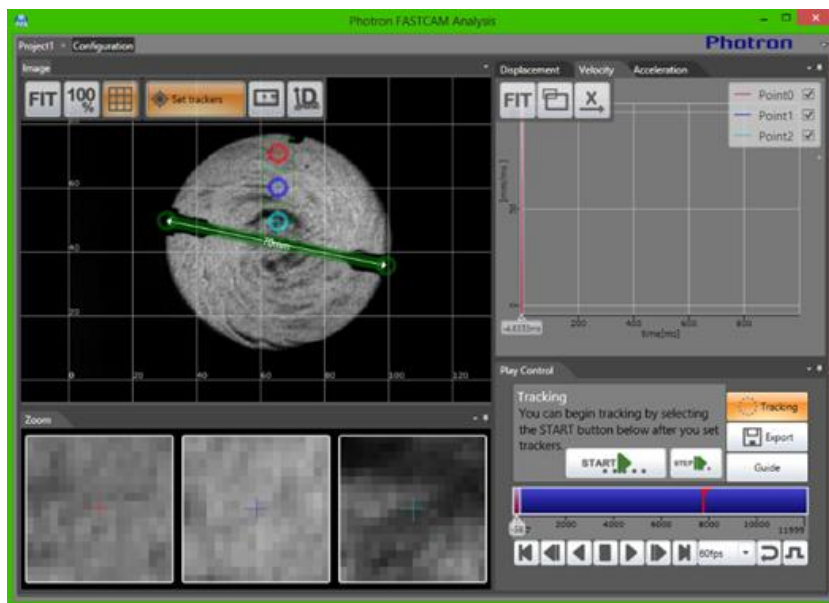 Photron FASTCAM Analysis
Project1
Configuration
Photron
Image
FIT
100 %
Set trackers
1D
60
40
20
0
20
40
60
80
100
120
70mm
Displacement
Velocity
Acceleration
FIT
X
Point0
Point1
Point2
200
400
600
800
time[ms]
Play Control
Tracking
You can begin tracking by selecting
the START button below after you set
trackers.
START
STEP
Tracking
Export
Guide
2000
4000
6000
8000
10000
11999
60fps
Zoom